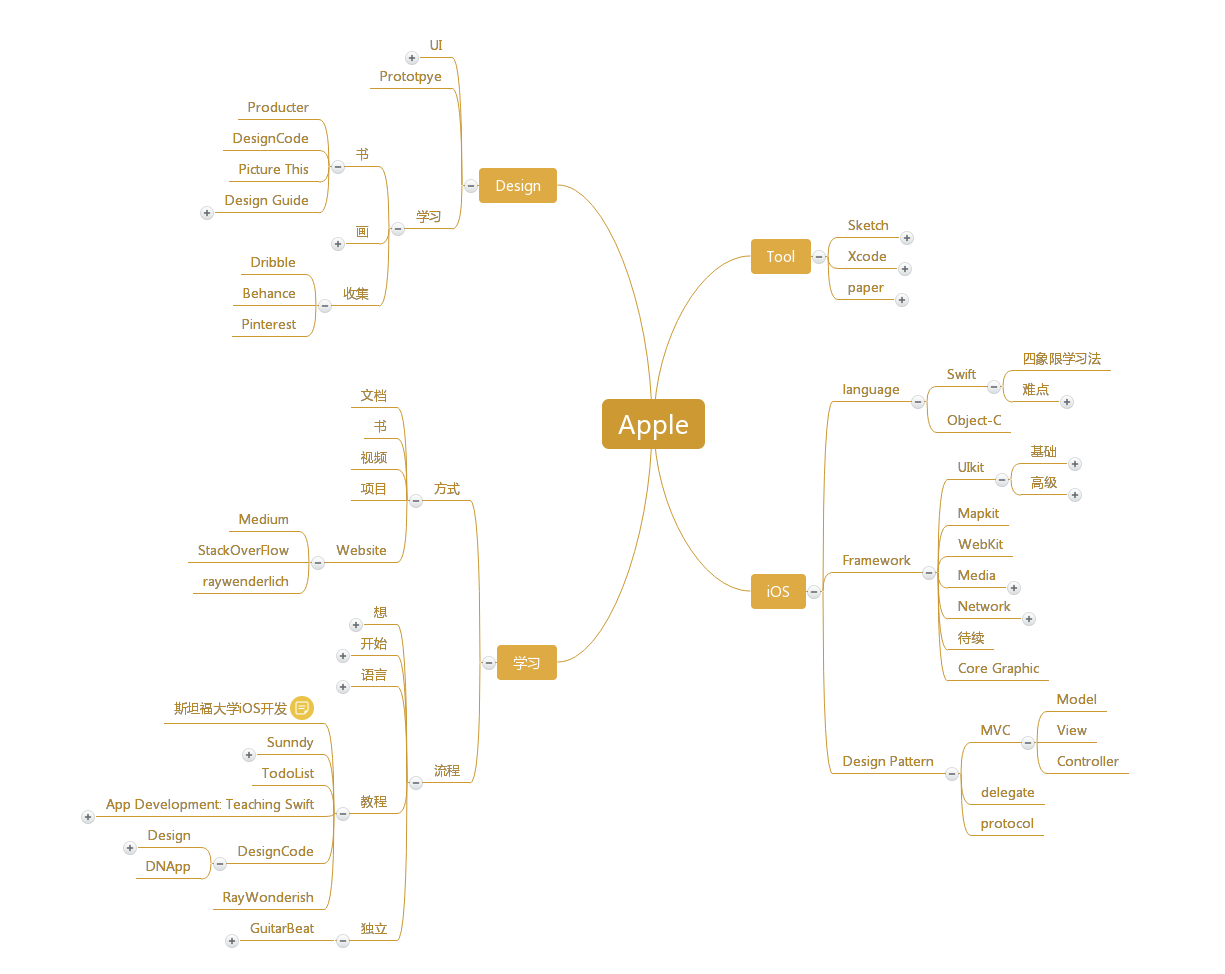 Apple
Design
UI
Prototpye
学习
书
Producter
DesignCode
Picture This
Design Guide
画
收集
Dribble
Behance
Pinterest
Tool
Sketch
Xcode
paper
iOS
language
Swift
四象限学习法
难点
Object-C
Framework
UIkit
基础
高级
Mapkit
WebKit
Media
Network
待续
Core Graphic
Design Pattern
MVC
Model
View
Controller
delegate
protocol
学习
方式
文档
书
视频
项目
Website
Medium
StackOverFlow
raywenderlich
流程
想
开始
语言
教程
斯坦福大学iOS开发
Sunndy
TodoList
App Development: Teaching Swift
DesignCode
Design
DNApp
RayWonderish
独立
GuitarBeat